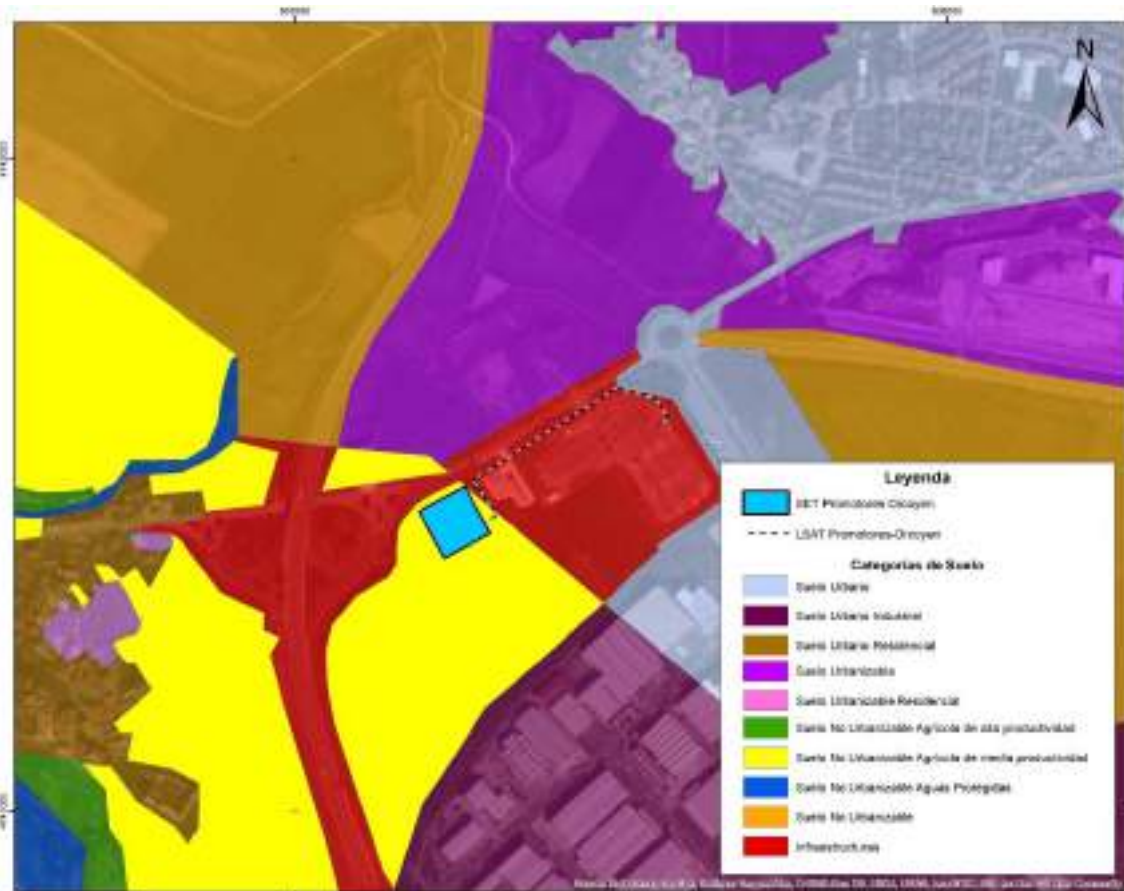 N
Leyenda
SET Promotores Orcoyen
LSAT Promotores-Orcoyen
Categorías de Suelo
Suelo Urbano
Suelo Urbano Industrial
Suelo Urbano Residencial
Suelo Urbanizable
Suelo Urbanizable Residencial
Suelo No Urbanizable Agrícola de alta productividad
Suelo No Urbanizable Agrícola de media productividad
Suelo No Urbanizable Aguas Protegidas
Suelo No Urbanizable
Infraestructuras